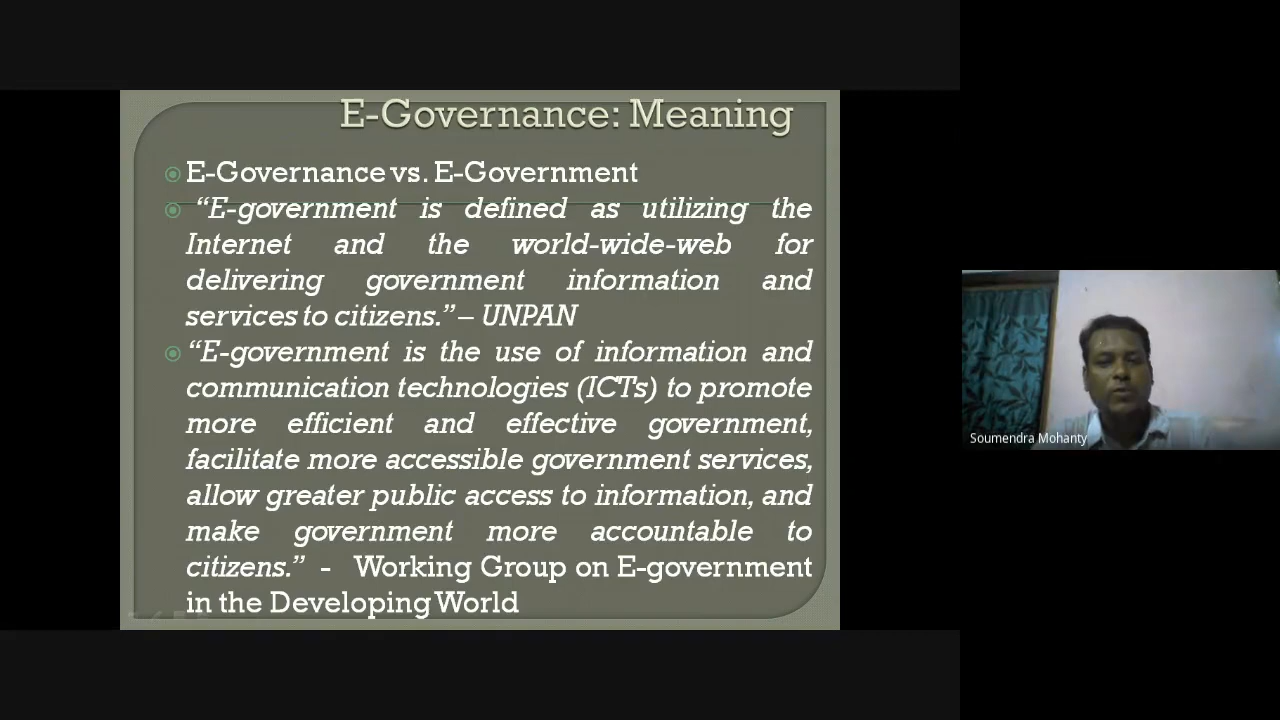 E-Governance: Meaning
E-Governance vs. E-Government
“E-government is defined as utilizing the
Internet and the world-wide-web for
delivering government information and
services to citizens.” – UNPAN
“E-government is the use of information and
communication technologies (ICTs) to promote
more efficient and effective government,
facilitate more accessible government services,
allow greater public access to information, and
make government more accountable to
citizens.” - Working Group on E-government
in the Developing World
Soumendra Mohanty